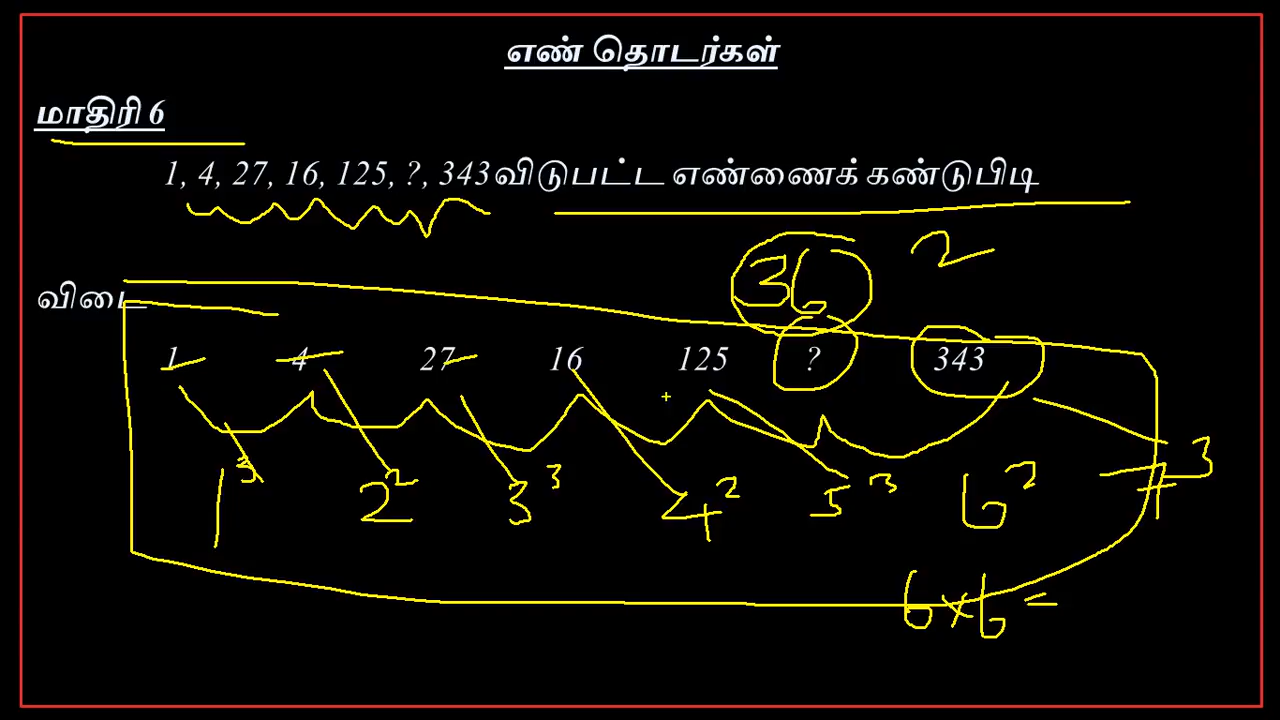 எண் தொடர்கள்
மாதிரி 6
1, 4, 27, 16, 125, ?, 343 விடுபட்ட எண்ணைக் கண்டுபிடி
36 2
விடை
1 4 27 16 125 ? 343
1³ 2² 3³ 4² 5³ 6² 7³
6×6=